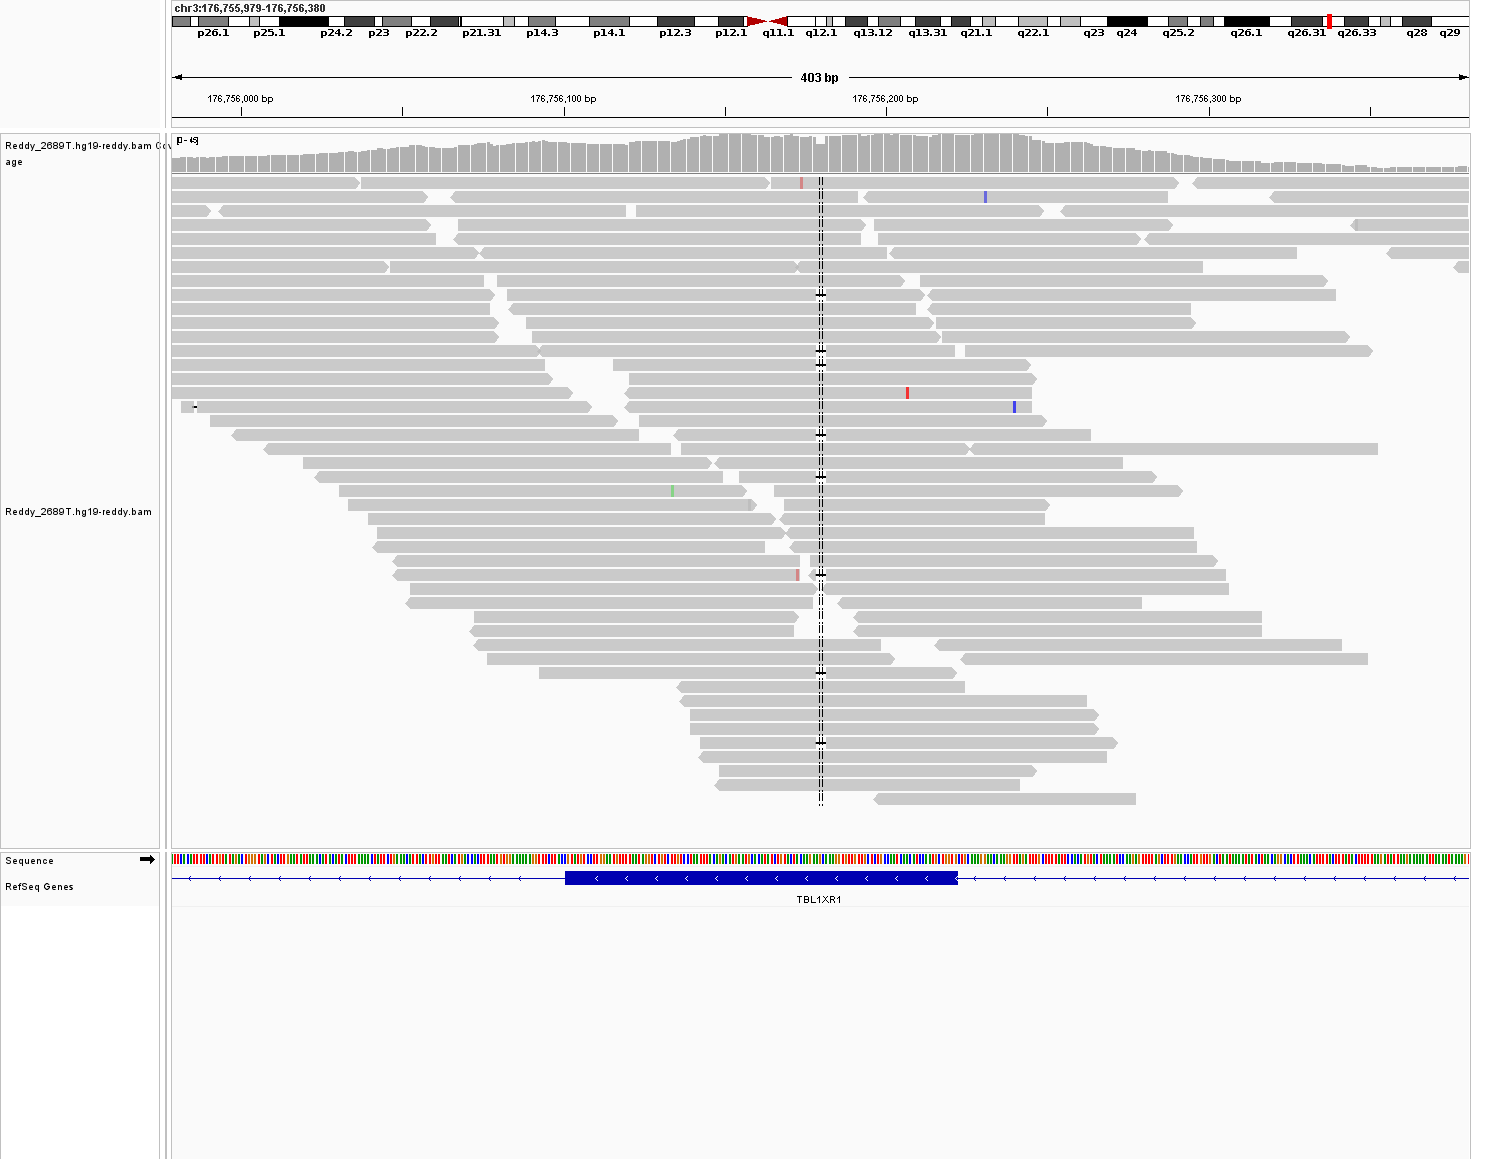 chr3:176,755,979-176,756,380
p26.1 p25.1 p24.2 p23 p22.2 p21.31 p14.3 p14.1 p12.3 p12.1 q11.1 q12.1 q13.12 q13.31 q21.1 q22.1 q23 q24 q25.2 q26.1 q26.31 q26.33 q28 q29
403 bp
176,756,000 bp 176,756,100 bp 176,756,200 bp 176,756,300 bp
Reddy_2689T.hg19-reddy.bam Cov
age
[0 - 45]
Reddy_2689T.hg19-reddy.bam
Sequence
RefSeq Genes
TBL1XR1